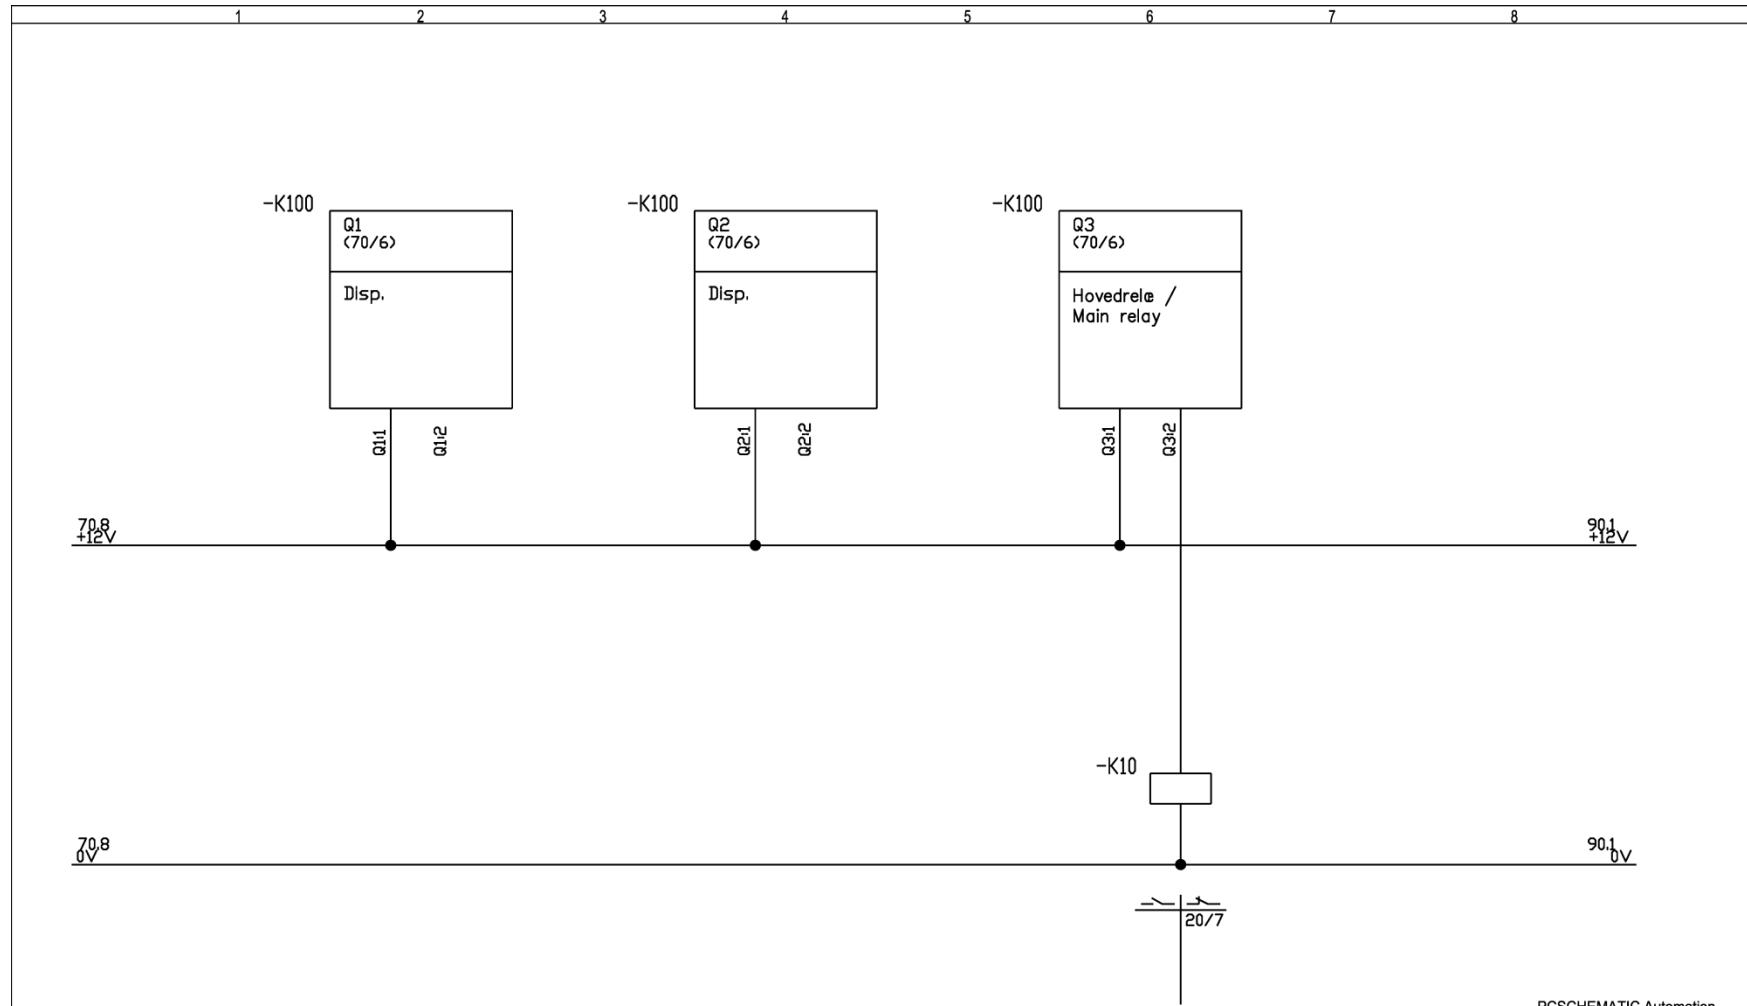 1 2 3 4 5 6 7 8
-K100 -K100 -K100
Q1 Q2 Q3
(70/6) (70/6) (70/6)
Disp. Disp. Hovedrelæ /
Main relay
Q1:1 Q1:2 Q2:1 Q2:2 Q3:1 Q3:2
70.8 90.1
+12V +12V
-K10
70.8 90.1
0V 0V
20/7
PCSCHEMATIC Automation